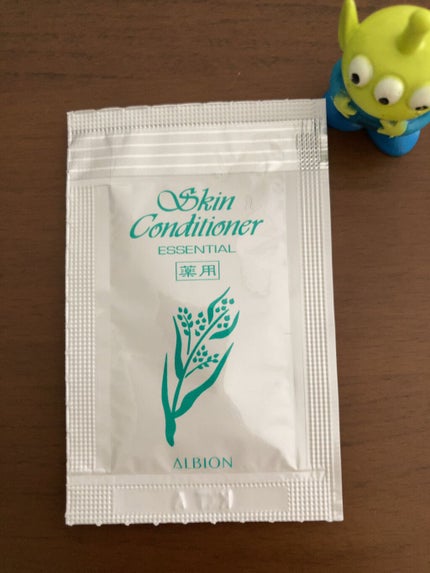 Skin
Conditioner
ESSENTIAL
薬用
ALBION